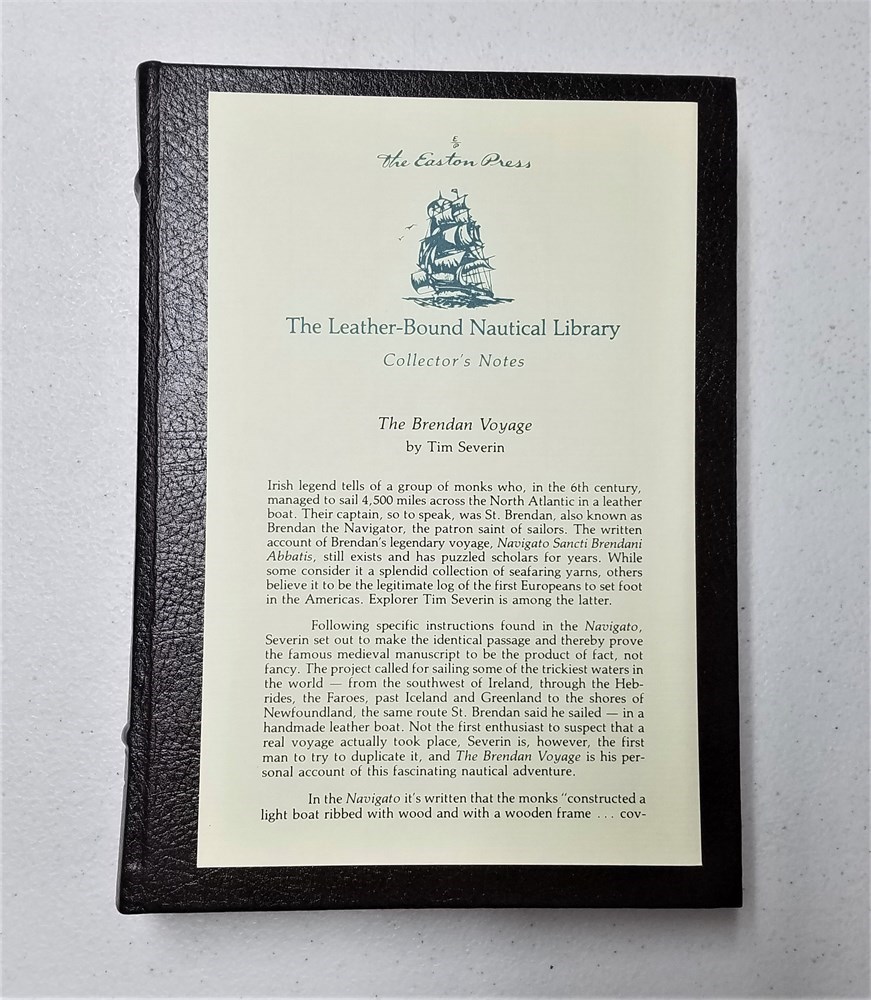 E
P
the Easton Press
The Leather-Bound Nautical Library
Collector's Notes
The Brendan Voyage
by Tim Severin
Irish legend tells of a group of monks who, in the 6th century,
managed to sail 4,500 miles across the North Atlantic in a leather
boat. Their captain, so to speak, was St. Brendan, also known as
Brendan the Navigator, the patron saint of sailors. The written
account of Brendan's legendary voyage, Navigato Sancti Brendani
Abbatis, still exists and has puzzled scholars for years. While
some consider it a splendid collection of seafaring yarns, others
believe it to be the legitimate log of the first Europeans to set foot
in the Americas. Explorer Tim Severin is among the latter.
Following specific instructions found in the Navigato,
Severin set out to make the identical passage and thereby prove
the famous medieval manuscript to be the product of fact, not
fancy. The project called for sailing some of the trickiest waters in
the world — from the southwest of Ireland, through the Heb-
rides, the Faroes, past Iceland and Greenland to the shores of
Newfoundland, the same route St. Brendan said he sailed — in a
handmade leather boat. Not the first enthusiast to suspect that a
real voyage actually took place, Severin is, however, the first
man to try to duplicate it, and The Brendan Voyage is his per-
sonal account of this fascinating nautical adventure.
In the Navigato it's written that the monks "constructed a
light boat ribbed with wood and with a wooden frame ... cov-